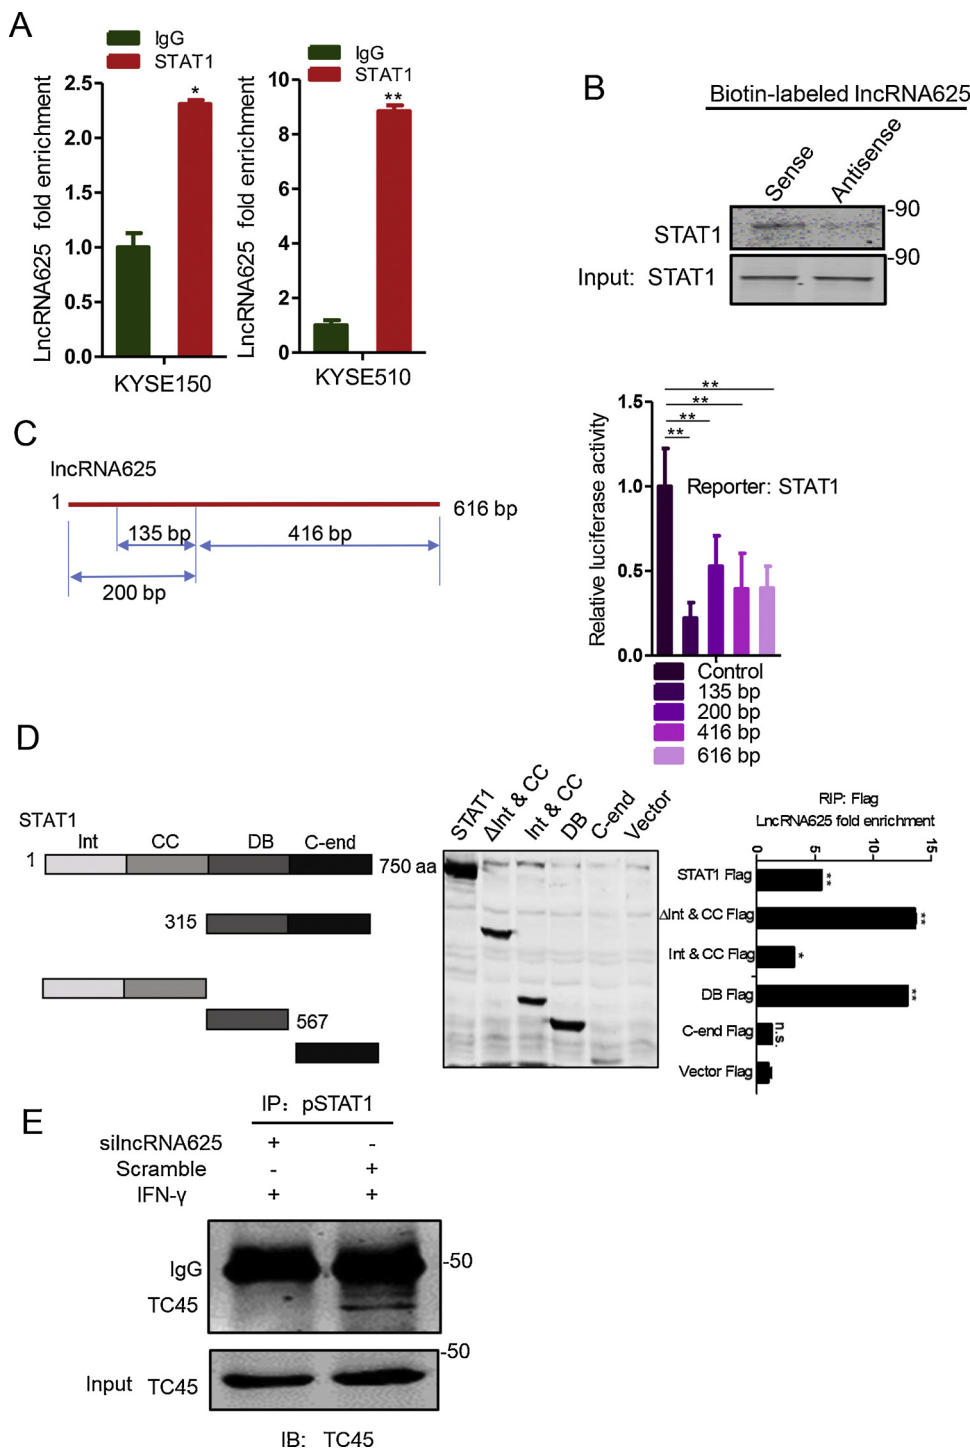 A
IgG
STAT1
LncRNA625 fold enrichment
2.5
2.0
1.5
1.0
0.5
0.0
*
KYSE150
IgG
STAT1
LncRNA625 fold enrichment
10
8
6
4
2
0
**
KYSE510
B
Biotin-labeled lncRNA625
Sense
Antisense
-90
STAT1
-90
Input: STAT1
C
lncRNA625
1
616 bp
135 bp
416 bp
200 bp
Relative luciferase activity
1.5
1.0
0.5
0.0
**
**
**
**
Reporter: STAT1
Control
135 bp
200 bp
416 bp
616 bp
D
STAT1
Int CC DB C-end
1
750 aa
315
567
STAT1
ΔInt & CC
Int & CC
DB
C-end
Vector
RIP: Flag
LncRNA625 fold enrichment
0 5 10 15
STAT1 Flag **
ΔInt & CC Flag **
Int & CC Flag *
DB Flag **
C-end Flag n.s.
Vector Flag
E
IP: pSTAT1
silncRNA625 + -
Scramble - +
IFN-γ + +
-50
IgG
TC45
-50
Input TC45
IB: TC45